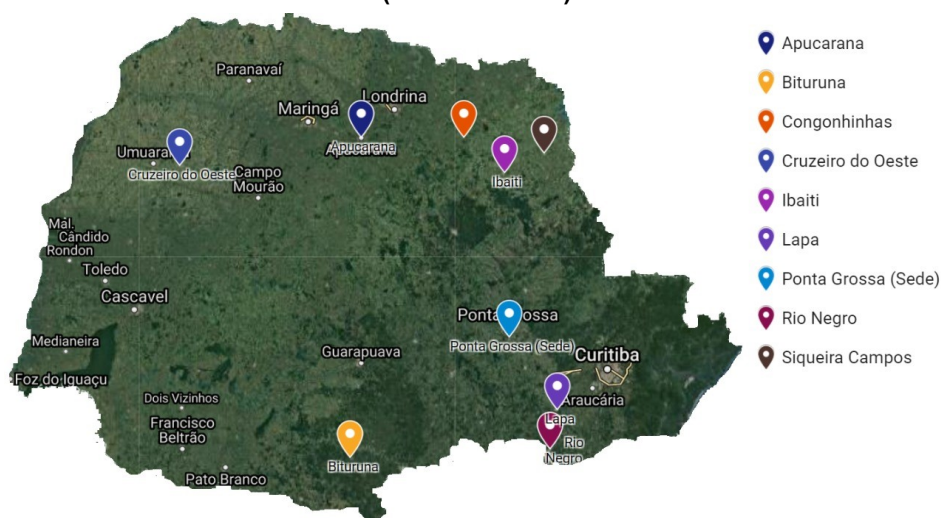 Paranavaí
Maringá
Londrina
Apucarana
Umuarama
Cruzeiro do Oeste
Campo
Mourão
Ibaiti
Mal.
Cândido
Rondon
Toledo
Cascavel
Medianeira
Foz do Iguaçu
Guarapuava
Ponta Grossa
Ponta Grossa (Sede)
Curitiba
Araucária
Lapa
Rio
Negro
Dois Vizinhos
Francisco
Beltrão
Pato Branco
Bituruna
Apucarana
Bituruna
Congonhinhas
Cruzeiro do Oeste
Ibaiti
Lapa
Ponta Grossa (Sede)
Rio Negro
Siqueira Campos